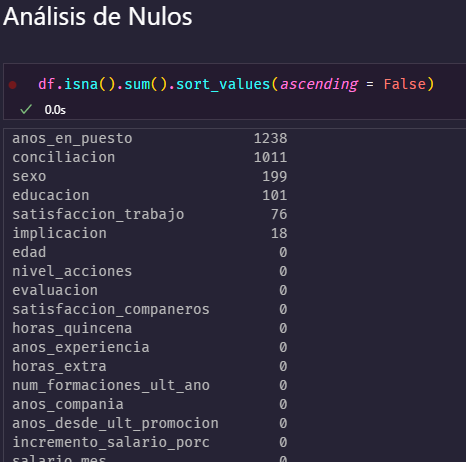 Análisis de Nulos
df.isna().sum().sort_values(ascending = False)
0.0s
anos_en_puesto 1238
conciliacion 1011
sexo 199
educacion 101
satisfaccion_trabajo 76
implicacion 18
edad 0
nivel_acciones 0
evaluacion 0
satisfaccion_companeros 0
horas_quincena 0
anos_experiencia 0
horas_extra 0
num_formaciones_ult_ano 0
anos_compania 0
anos_desde_ult_promocion 0
incremento_salario_porc 0
salario_mes 0